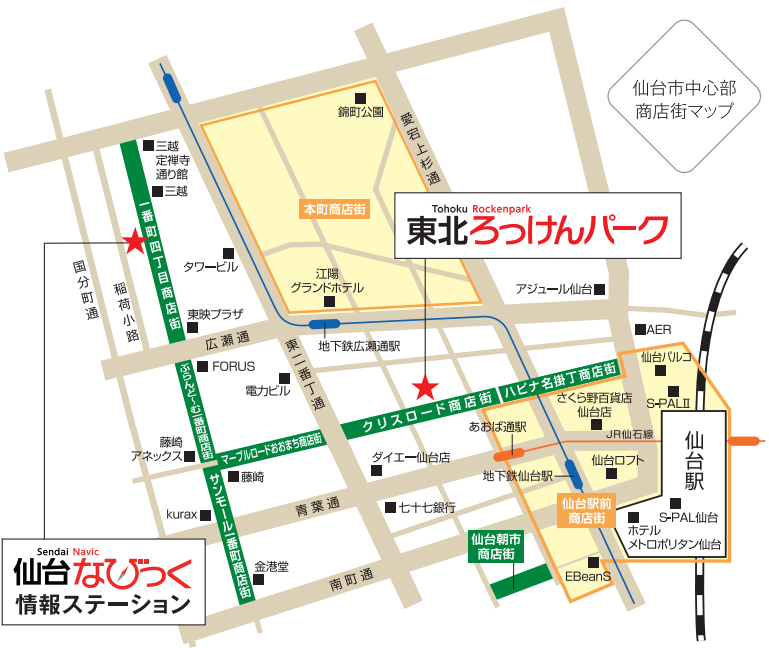 仙台市中心部
商店街マップ
錦町公園
愛宕上杉通
三越
定禅寺
通り館
三越
本町商店街
Tohoku Rockenpark
東北ろっけんパーク
一番町四丁目商店街
国分町通
稲荷小路
タワービル
江陽
グランドホテル
アジュール仙台
東映プラザ
広瀬通
地下鉄広瀬通駅
AER
東二番丁通
仙台パルコ
FORUS
ぶらんど〜む一番町商店街
電力ビル
ハピナ名掛丁商店街
クリスロード商店街
さくら野百貨店
仙台店
S-PALⅡ
あおば通駅
JR仙石線
仙台駅
マーブルロードおおまち商店街
藤崎
アネックス
藤崎
ダイエー仙台店
地下鉄仙台駅
仙台ロフト
サンモール一番町商店街
kurax
青葉通
七十七銀行
仙台駅前
商店街
S-PAL仙台
ホテル
メトロポリタン仙台
仙台朝市
商店街
Sendai Navic
仙台なびっく
情報ステーション
金港堂
南町通
EBeanS